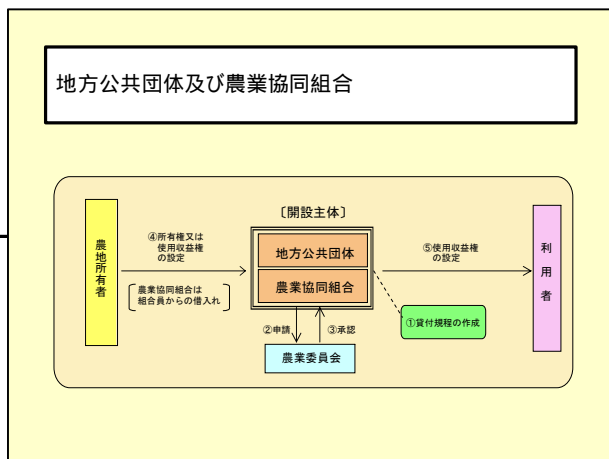 地方公共団体及び農業協同組合
〔開設主体〕
農地所有者
④所有権又は
使用収益権
の設定
農業協同組合は
組合員からの借入れ
地方公共団体
農業協同組合
⑤使用収益権
の設定
利用者
②申請
③承認
①貸付規程の作成
農業委員会